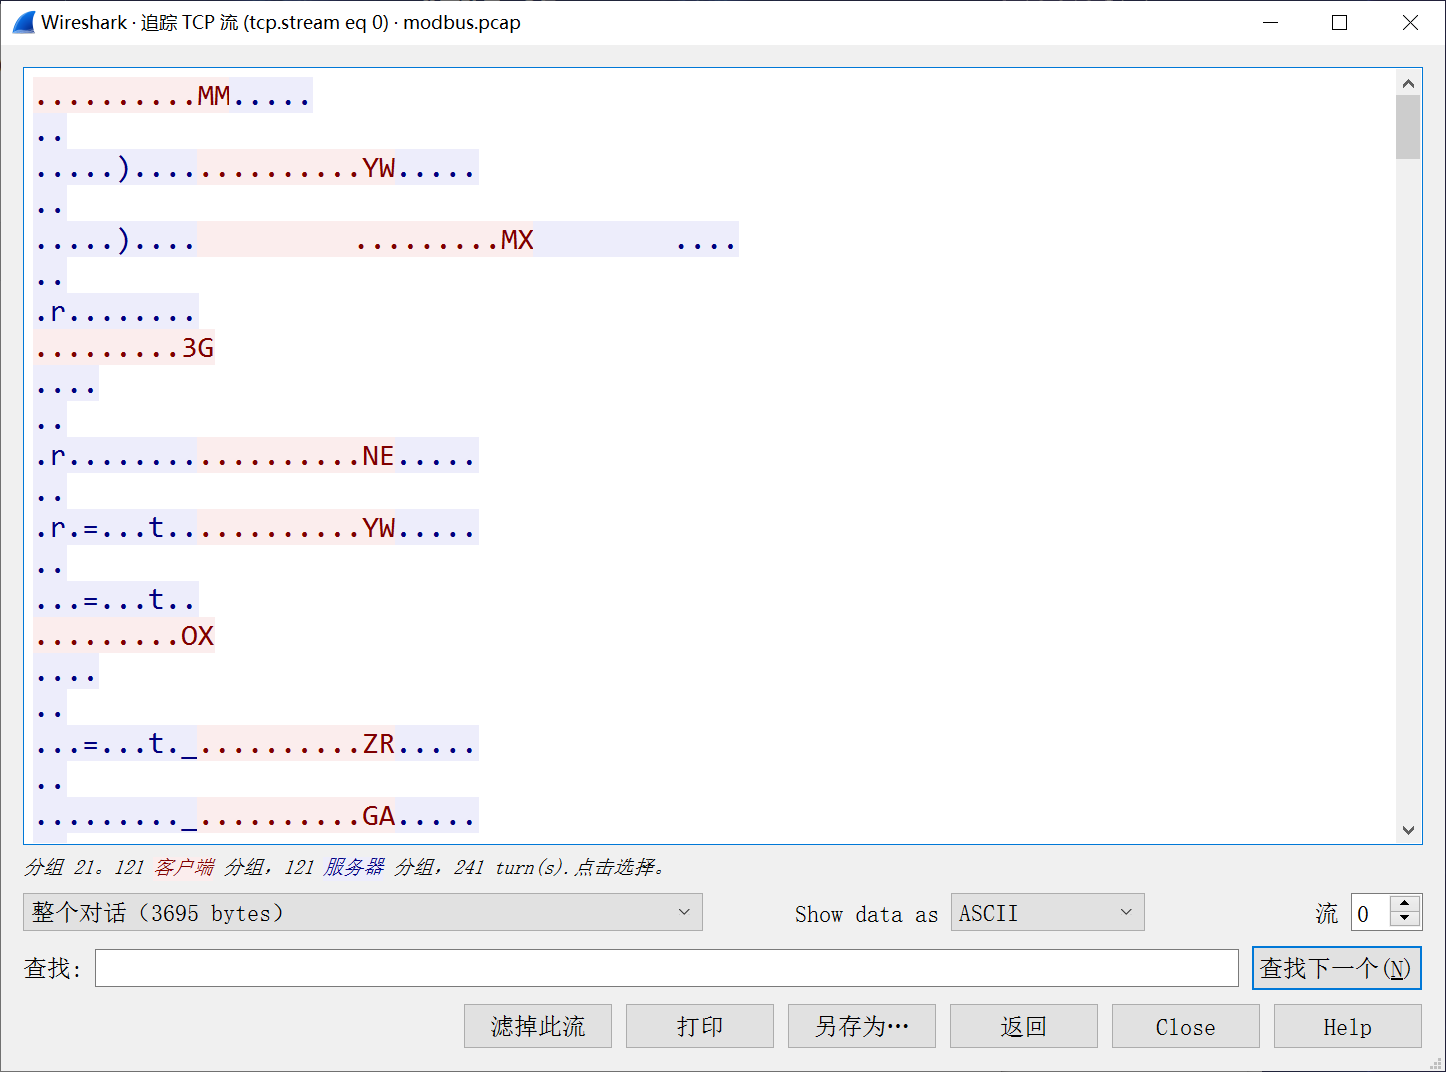 Wireshark · 追踪 TCP 流 (tcp.stream eq 0) · modbus.pcap
..........MM.....
..
.....)..............YW.....
..
.....)....         .........MX         ....
..
.r........
.........3G
....
..
.r..................NE.....
..
.r.=...t............YW.....
..
...=...t..
.........OX
....
..
...=...t._..........ZR.....
..
........._..........GA.....
分组 21。121 客户端 分组，121 服务器 分组，241 turn(s).点击选择。
整个对话（3695 bytes）
Show data as ASCII
流 0
查找：
查找下一个(N)
滤掉此流
打印
另存为…
返回
Close
Help